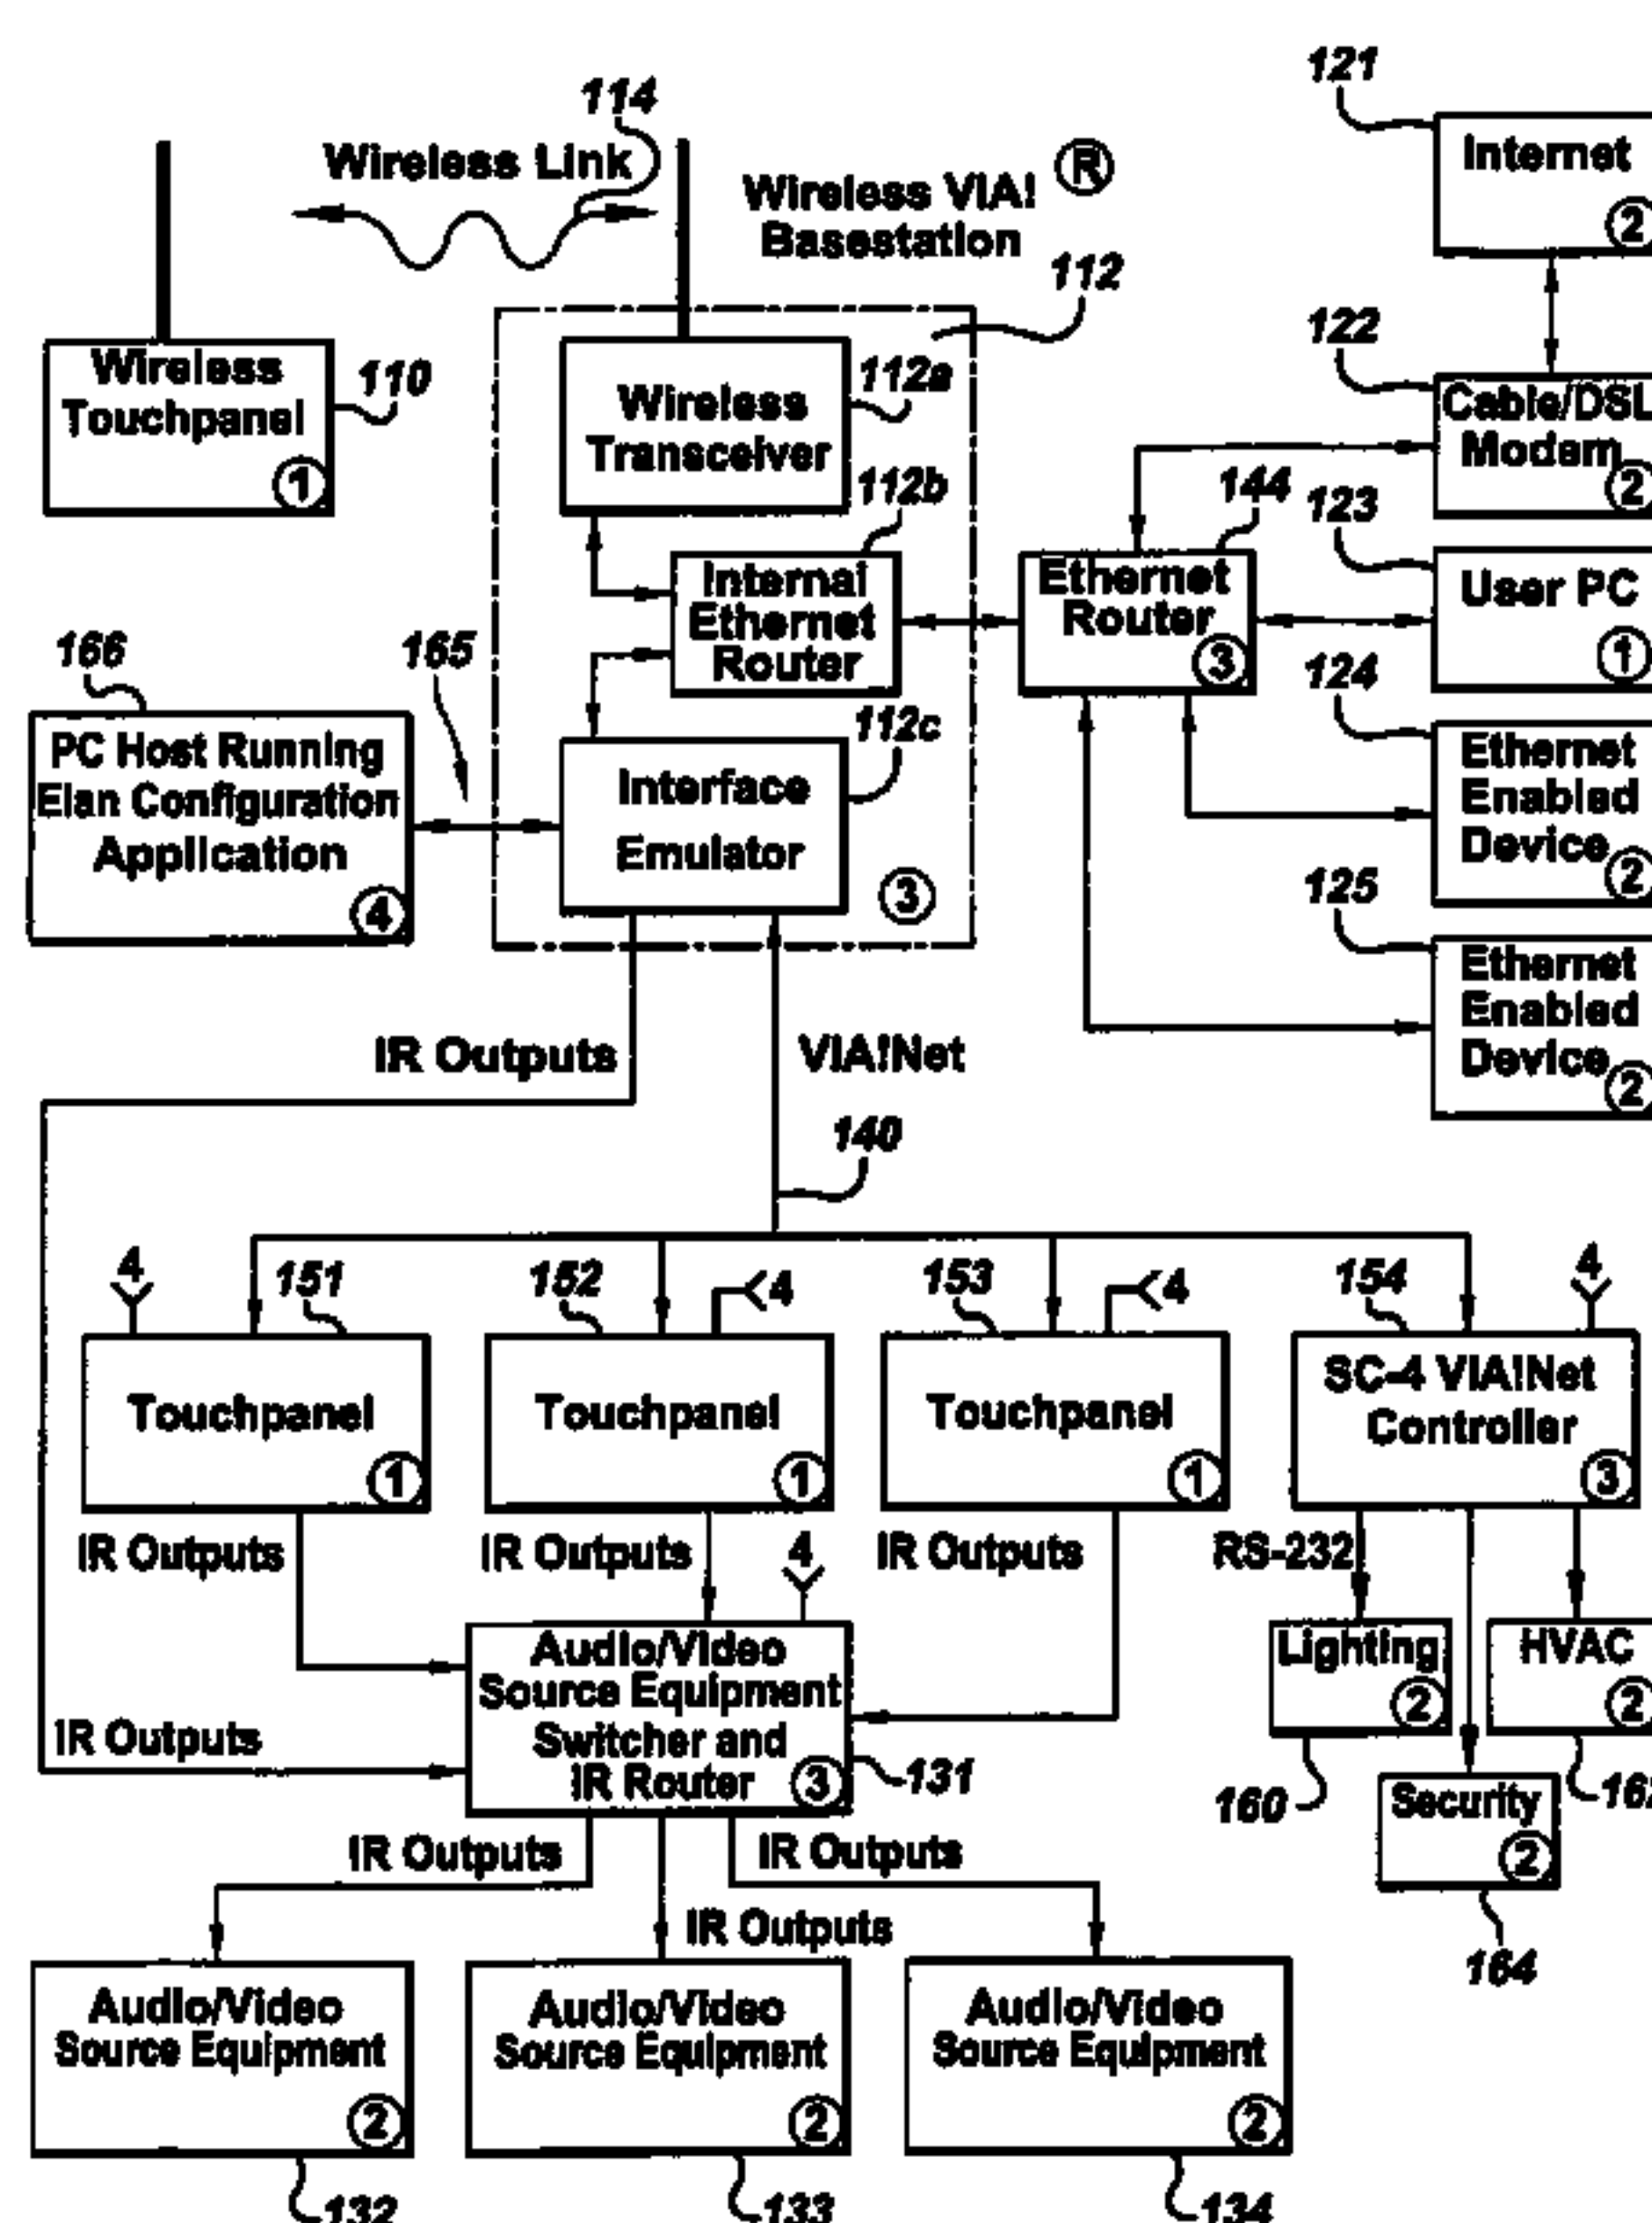 114
Wireless Link
Wireless VIA! ®
Basestation
112
121
Internet
2
Wireless
Touchpanel
1
110
Wireless
Transceiver
112a
122
Cable/DSL
Modem
2
112b
Internal
Ethernet
Router
144
Ethernet
Router
3
123
User PC
1
166
165
PC Host Running
Elan Configuration
Application
4
112c
Interface
Emulator
3
124
Ethernet
Enabled
Device
2
125
Ethernet
Enabled
Device
2
IR Outputs
VIA!Net
140
4
151
152
4
153
4
154
4
Touchpanel
1
Touchpanel
1
Touchpanel
1
SC-4 VIA!Net
Controller
3
IR Outputs
IR Outputs
4
IR Outputs
RS-232
Audio/Video
Source Equipment
Switcher and
IR Router
3
131
Lighting
2
HVAC
2
IR Outputs
160
Security
2
164
IR Outputs
IR Outputs
IR Outputs
Audio/Video
Source Equipment
2
Audio/Video
Source Equipment
2
Audio/Video
Source Equipment
2
132
133
134